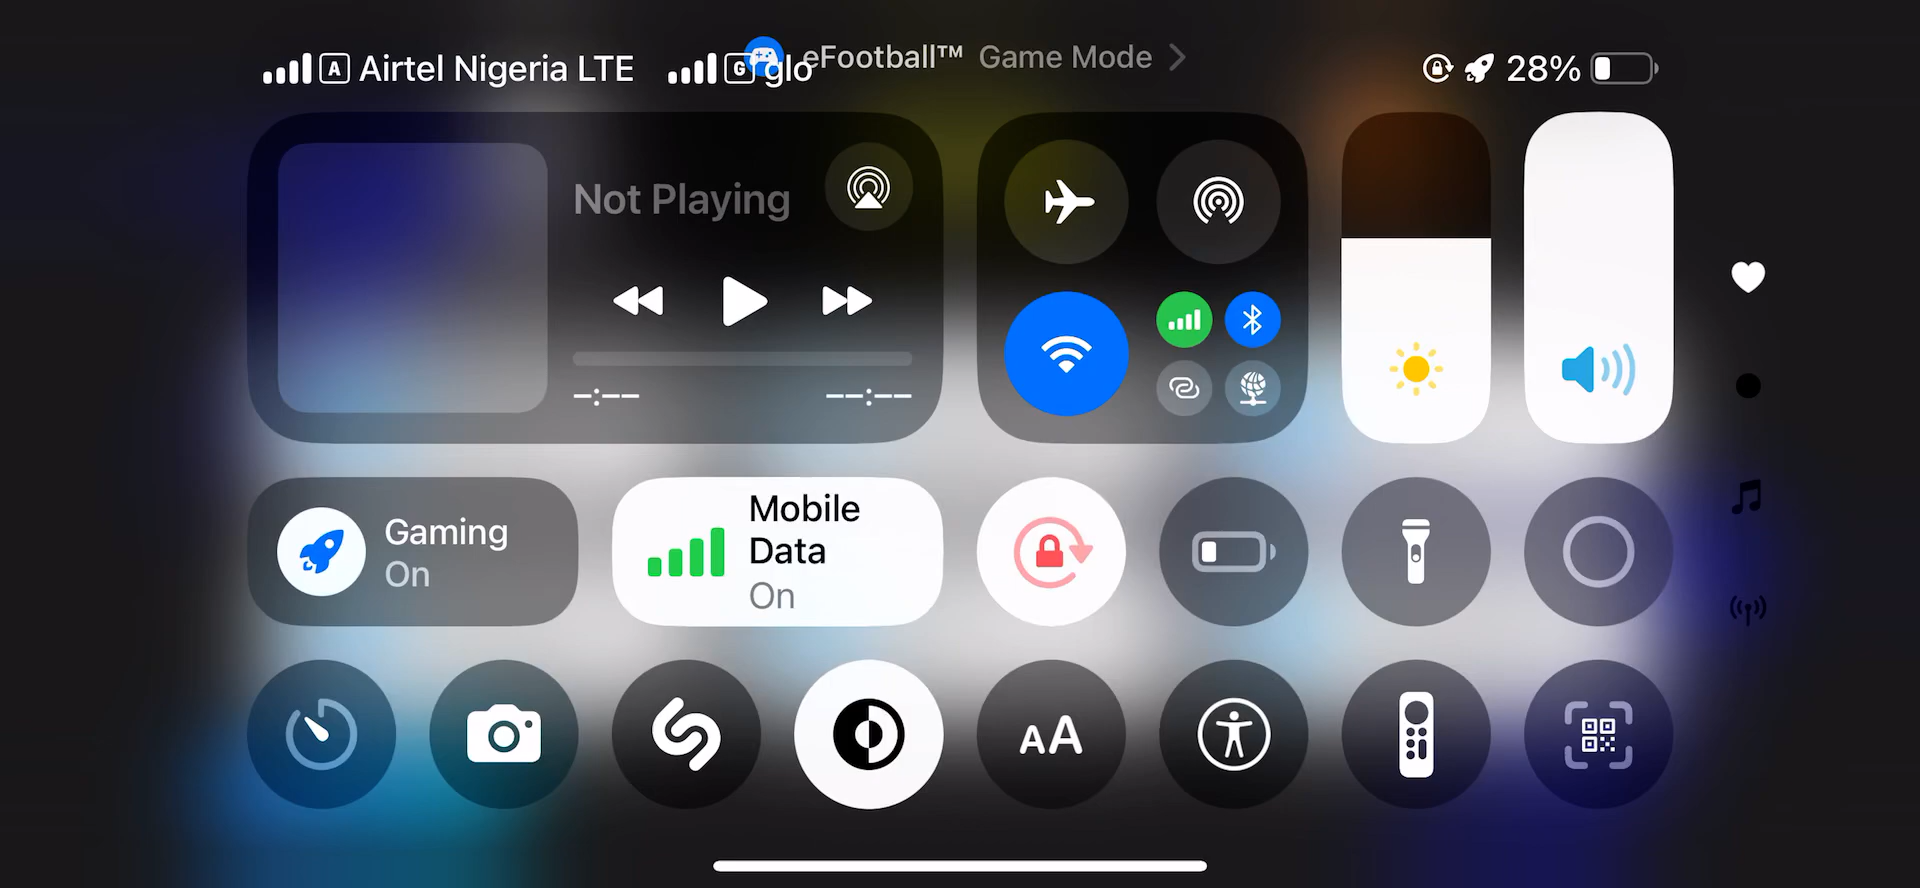 A Airtel Nigeria LTE
G glo
eFootball™ Game Mode
28%
Not Playing
-:-- --:--
Gaming
On
Mobile
Data
On
AA